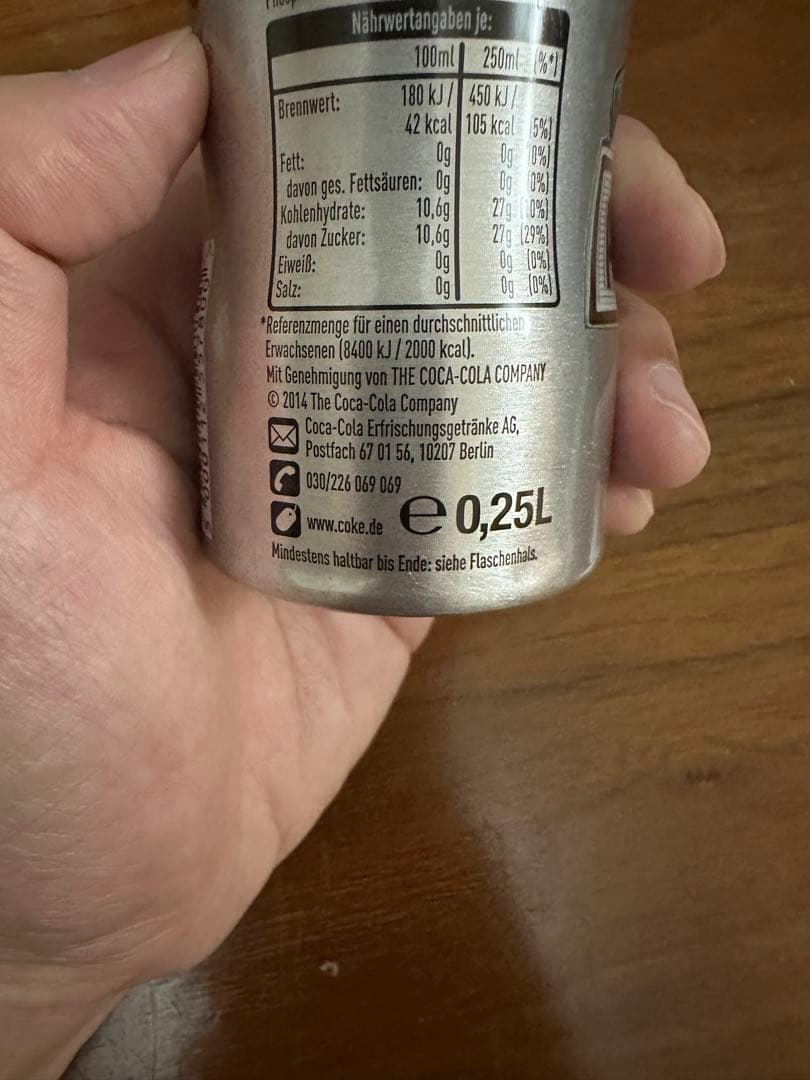 Nährwertangaben je:
100ml 250ml (%*)
Brennwert: 180 kJ / 450 kJ /
42 kcal 105 kcal (5%)
Fett: 0g 0g (0%)
davon ges. Fettsäuren: 0g 0g (0%)
Kohlenhydrate: 10,6g 27g
davon Zucker: 10,6g 27g (29%)
Eiweiß: 0g 0g (0%)
Salz: 0g 0g (0%)
*Referenzmenge für einen durchschnittlichen
Erwachsenen (8400 kJ / 2000 kcal).
Mit Genehmigung von THE COCA-COLA COMPANY
© 2014 The Coca-Cola Company
Coca-Cola Erfrischungsgetränke AG,
Postfach 67 01 56, 10207 Berlin
030/226 069 069
www.coke.de ℮ 0,25L
Mindestens haltbar bis Ende: siehe Flaschenhals.